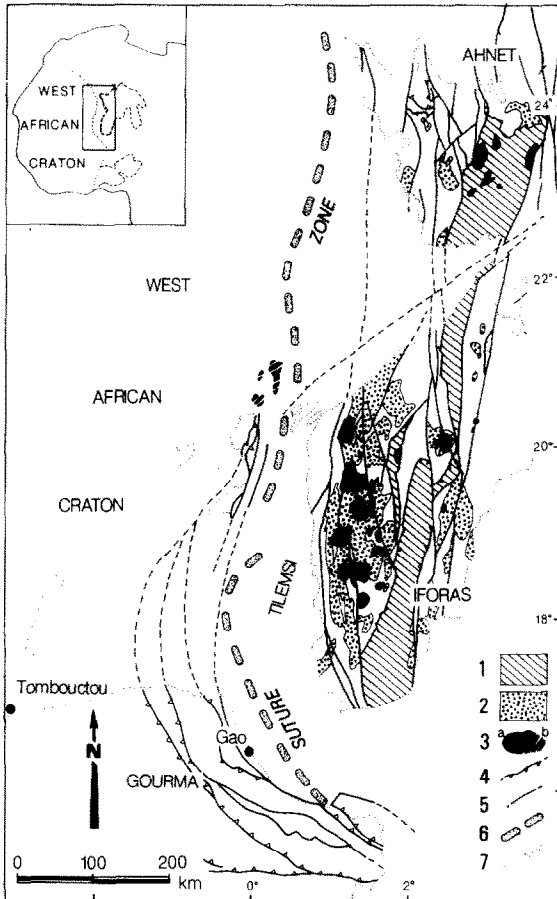 AHNET
WEST
AFRICAN
CRATON
24°
ZONE
22°
WEST
AFRICAN
20°
CRATON
TILEMSI
IFORAS
18°
Tombouctou
SUTURE
Gao
N
GOURMA
1
2
3 a b
4
5
6
7
0 100 200
km
0°
2°